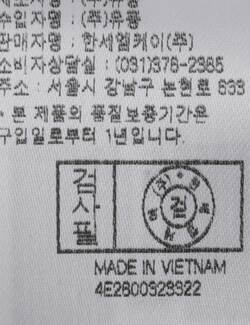 수입자명 : (주)유풍
판매자명 : 한세엠케이(주)
소비자상담실 : (031)376-2385
주소 : 서울시 강남구 논현로 633
* 본 제품의 품질보증기간은
구입일로부터 1년입니다.
검사필
검
MADE IN VIETNAM
4E2800928922